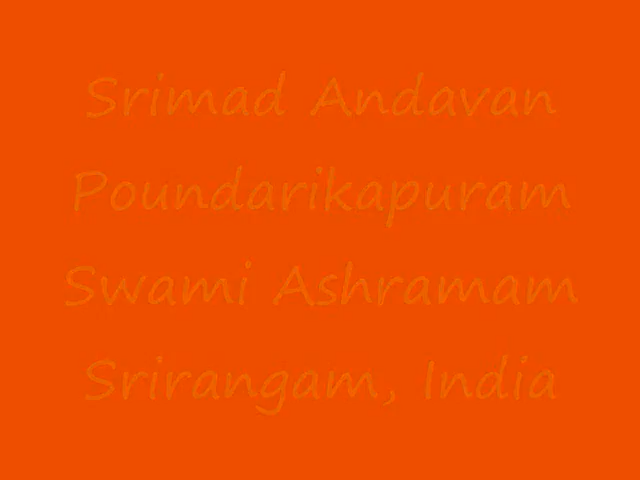 Srimad Andavan
Poundarikapuram
Swami Ashramam
Srirangam, India